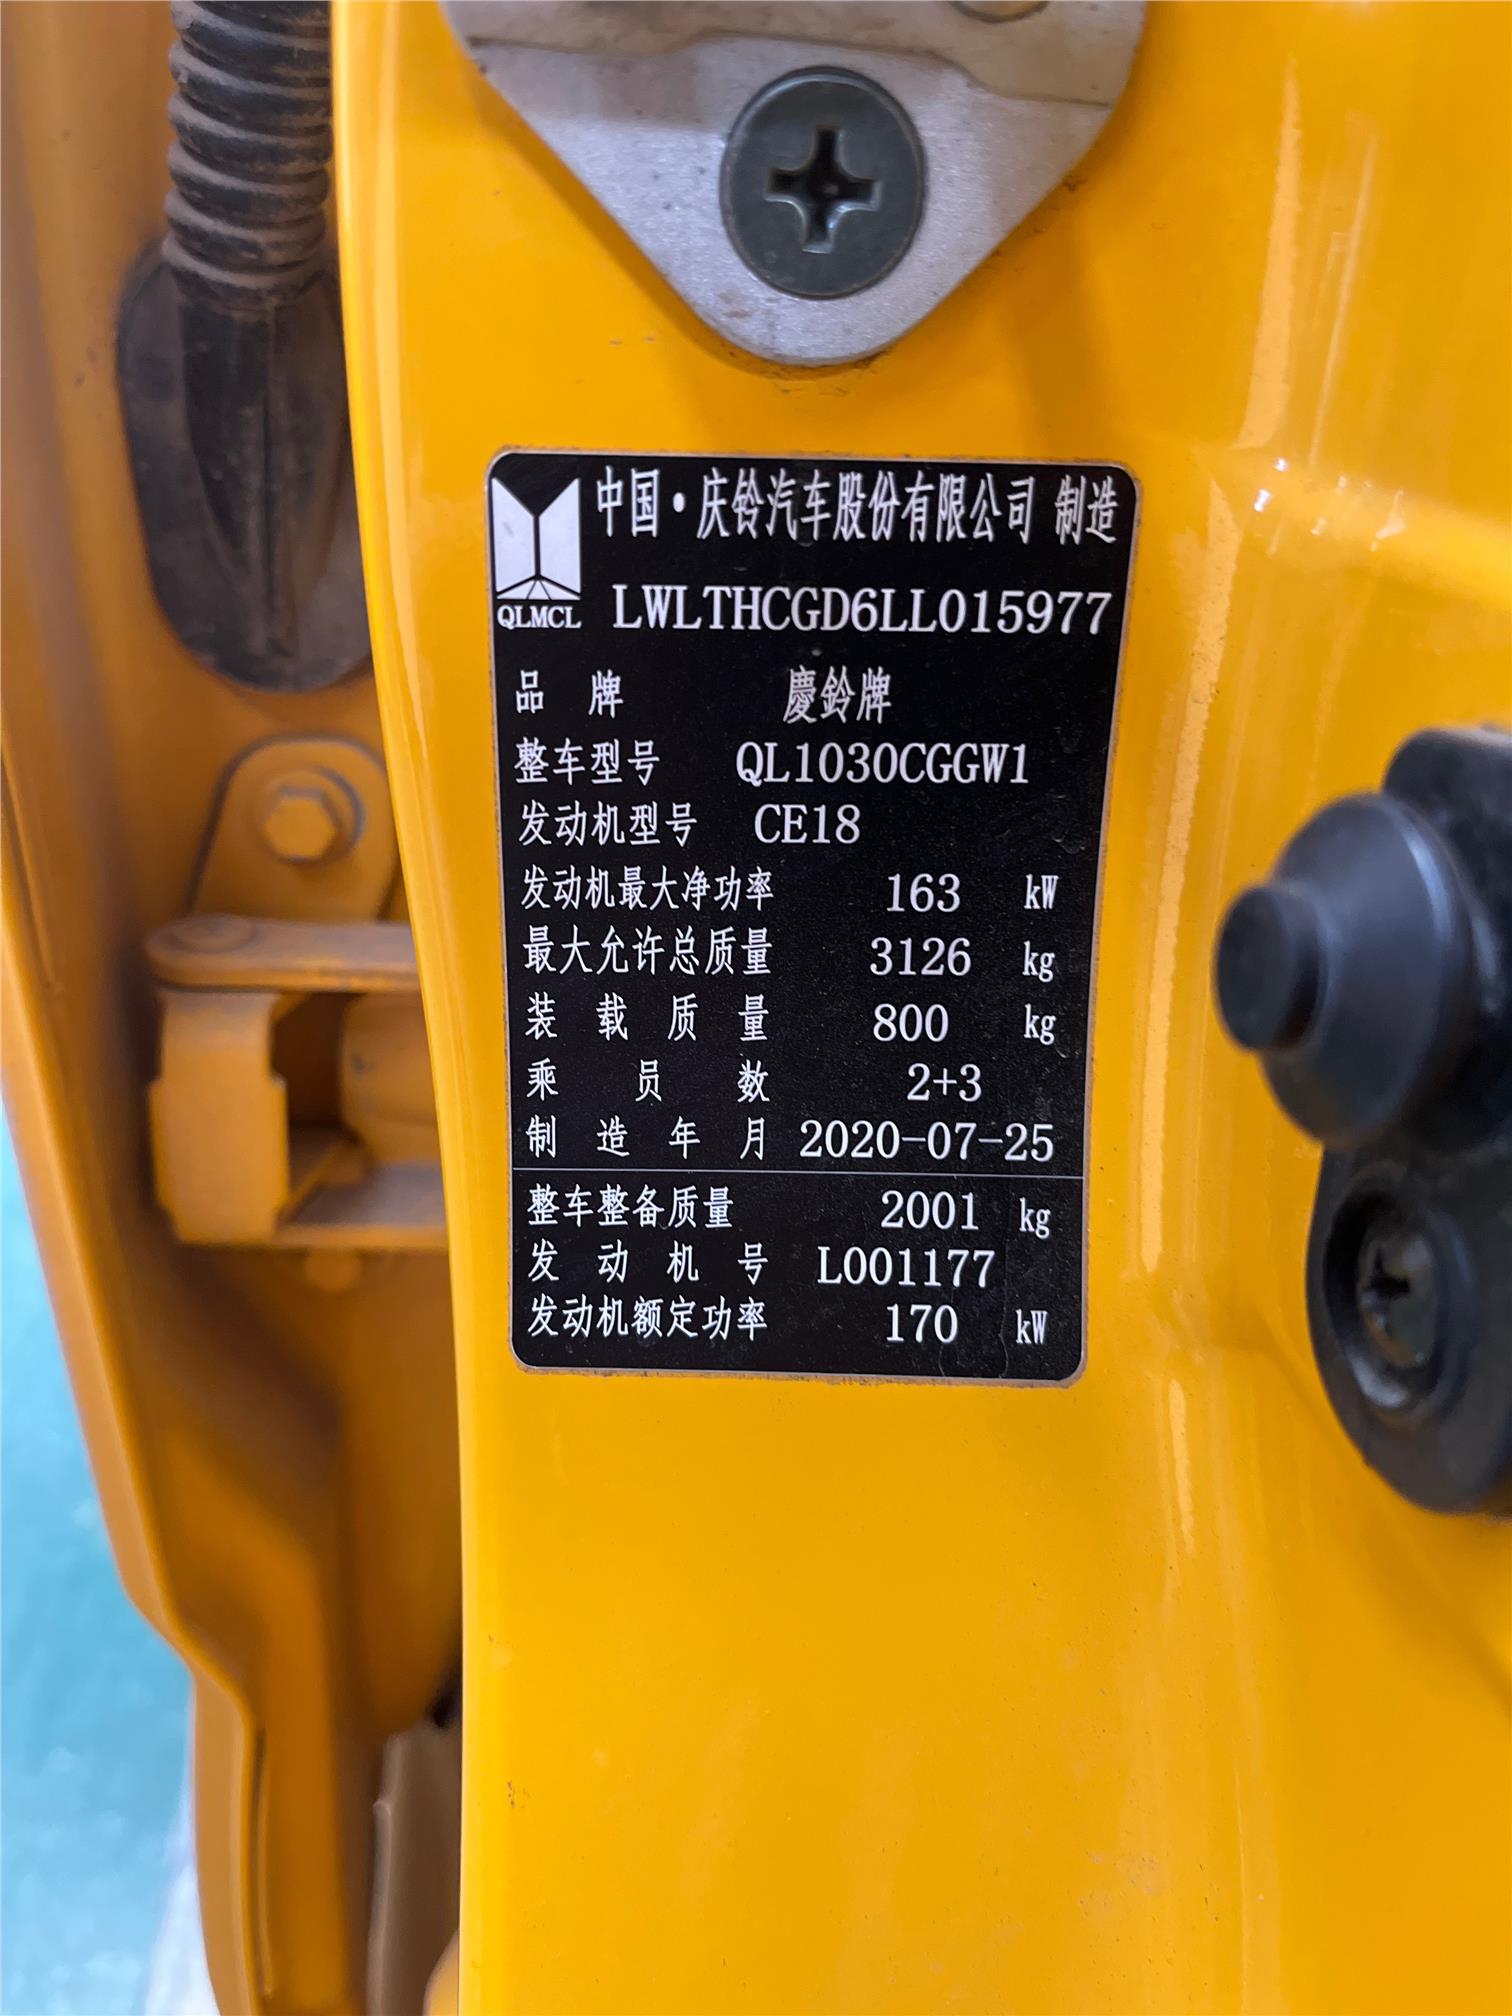 中国·庆铃汽车股份有限公司 制造
QLMCL LWLTHCGD6LL015977
品牌 慶鈴牌
整车型号 QL1030CGGW1
发动机型号 CE18
发动机最大净功率 163 kW
最大允许总质量 3126 kg
装载质量 800 kg
乘员数 2+3
制造年月 2020-07-25
整车整备质量 2001 kg
发动机号 L001177
发动机额定功率 170 kW